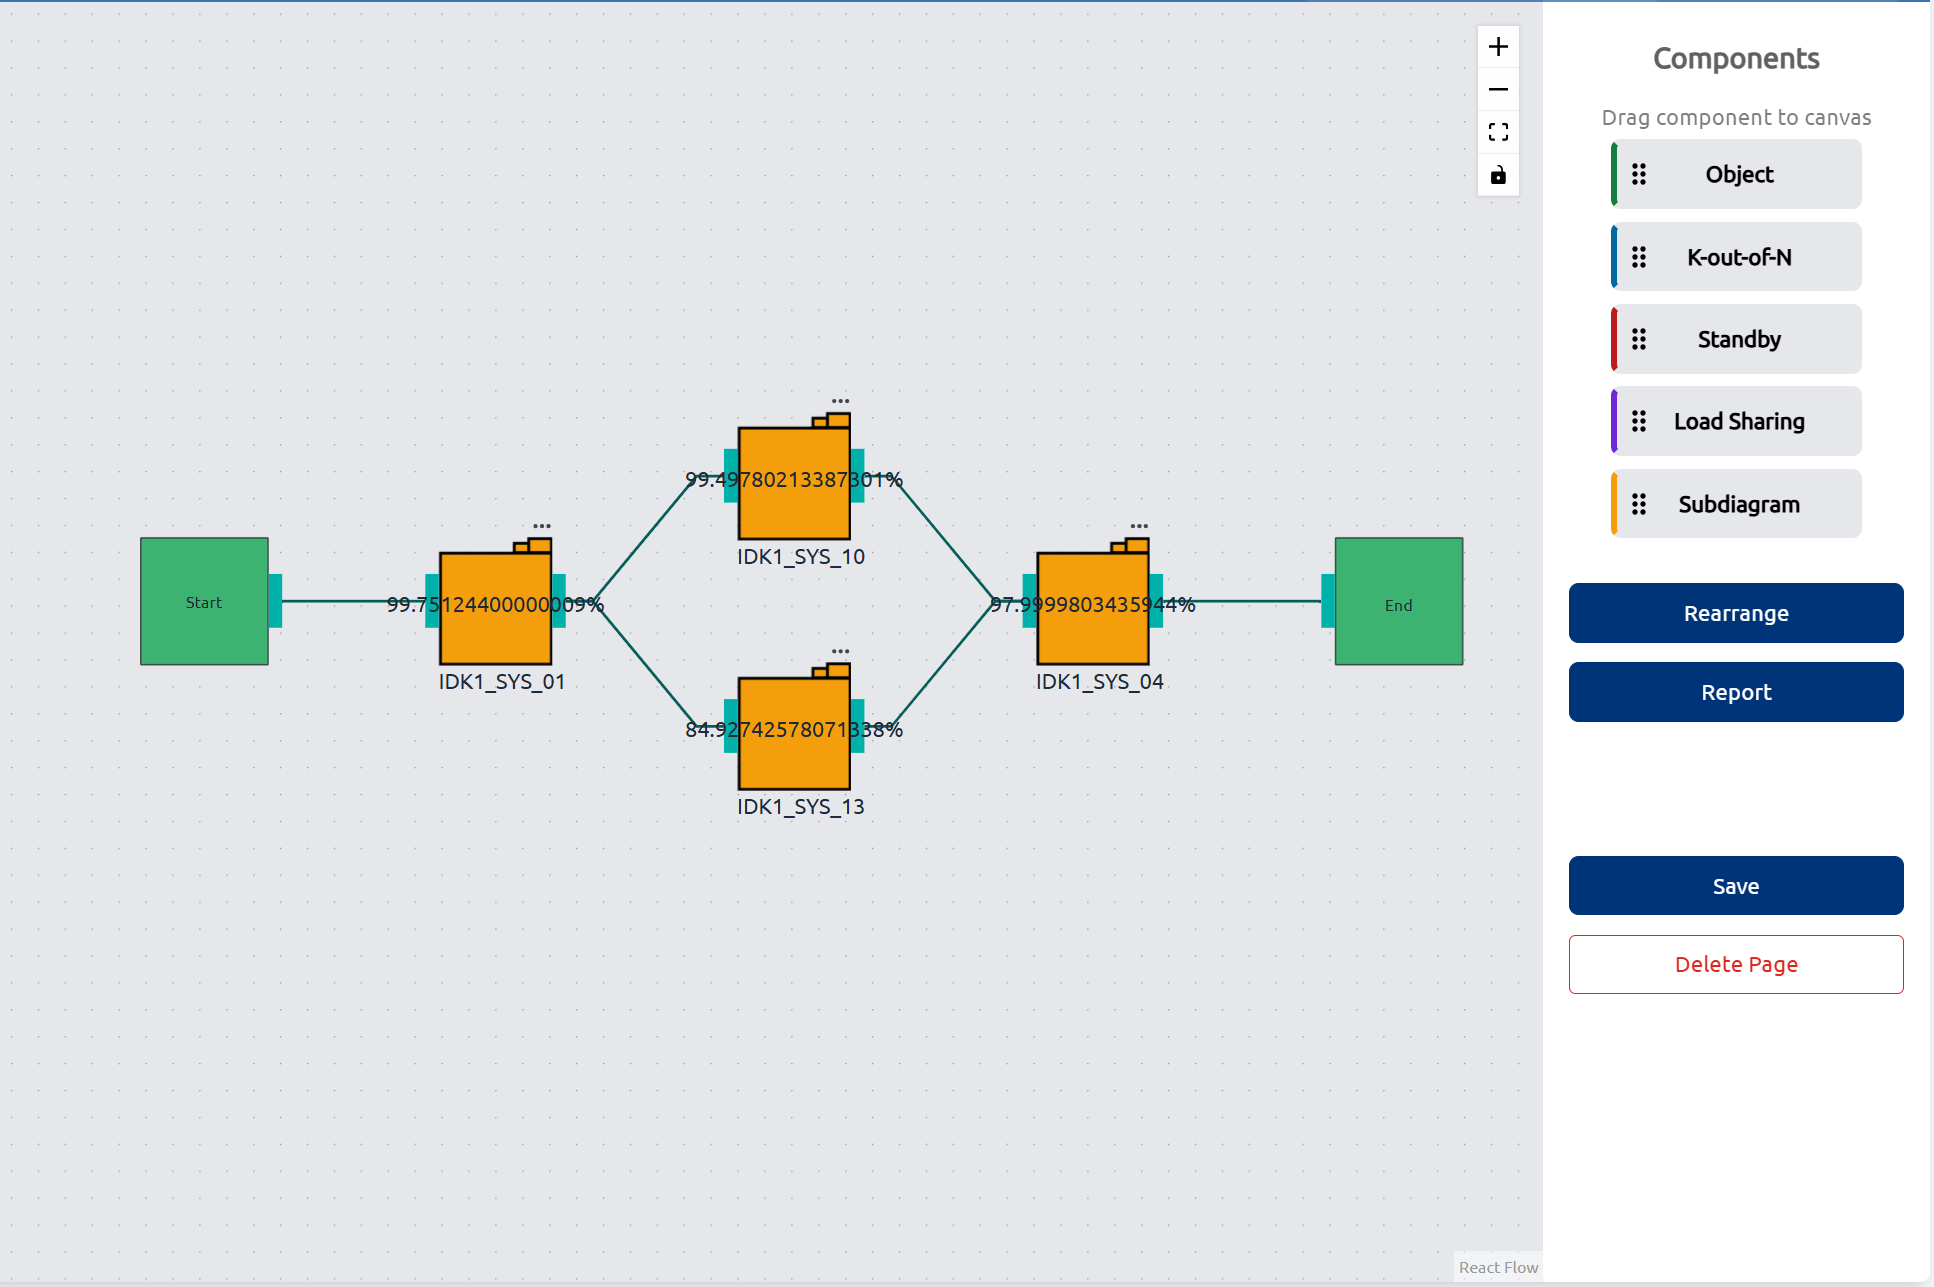 Start
99.75124400000009%
IDK1_SYS_01
99.49780213387301%
IDK1_SYS_10
84.92742578071338%
IDK1_SYS_13
97.9999803435944%
IDK1_SYS_04
End
React Flow
Components
Drag component to canvas
Object
K-out-of-N
Standby
Load Sharing
Subdiagram
Rearrange
Report
Save
Delete Page